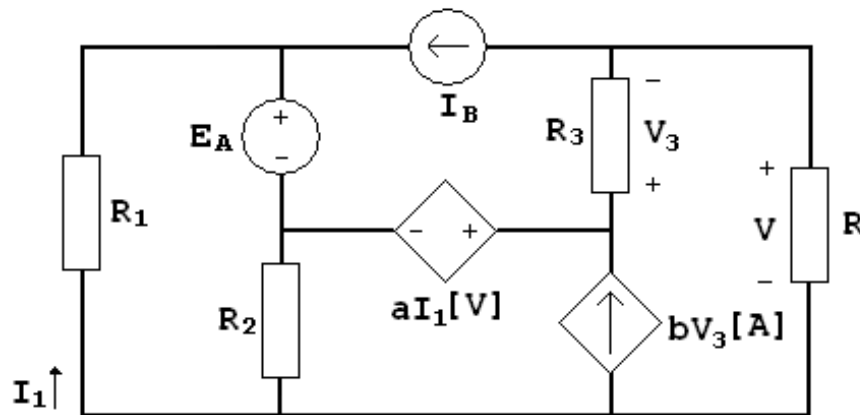 I_B
E_A
+
-
R_3
-
V_3
+
R_1
+
V
-
R
- +
aI_1[V]
R_2
bV_3[A]
I_1